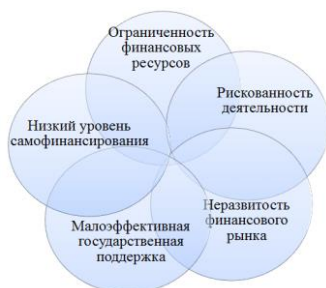 Ограниченность
финансовых
ресурсов
Рискованность
деятельности
Неразвитость
финансового
рынка
Малоэффективная
государственная
поддержка
Низкий уровень
самофинансирования